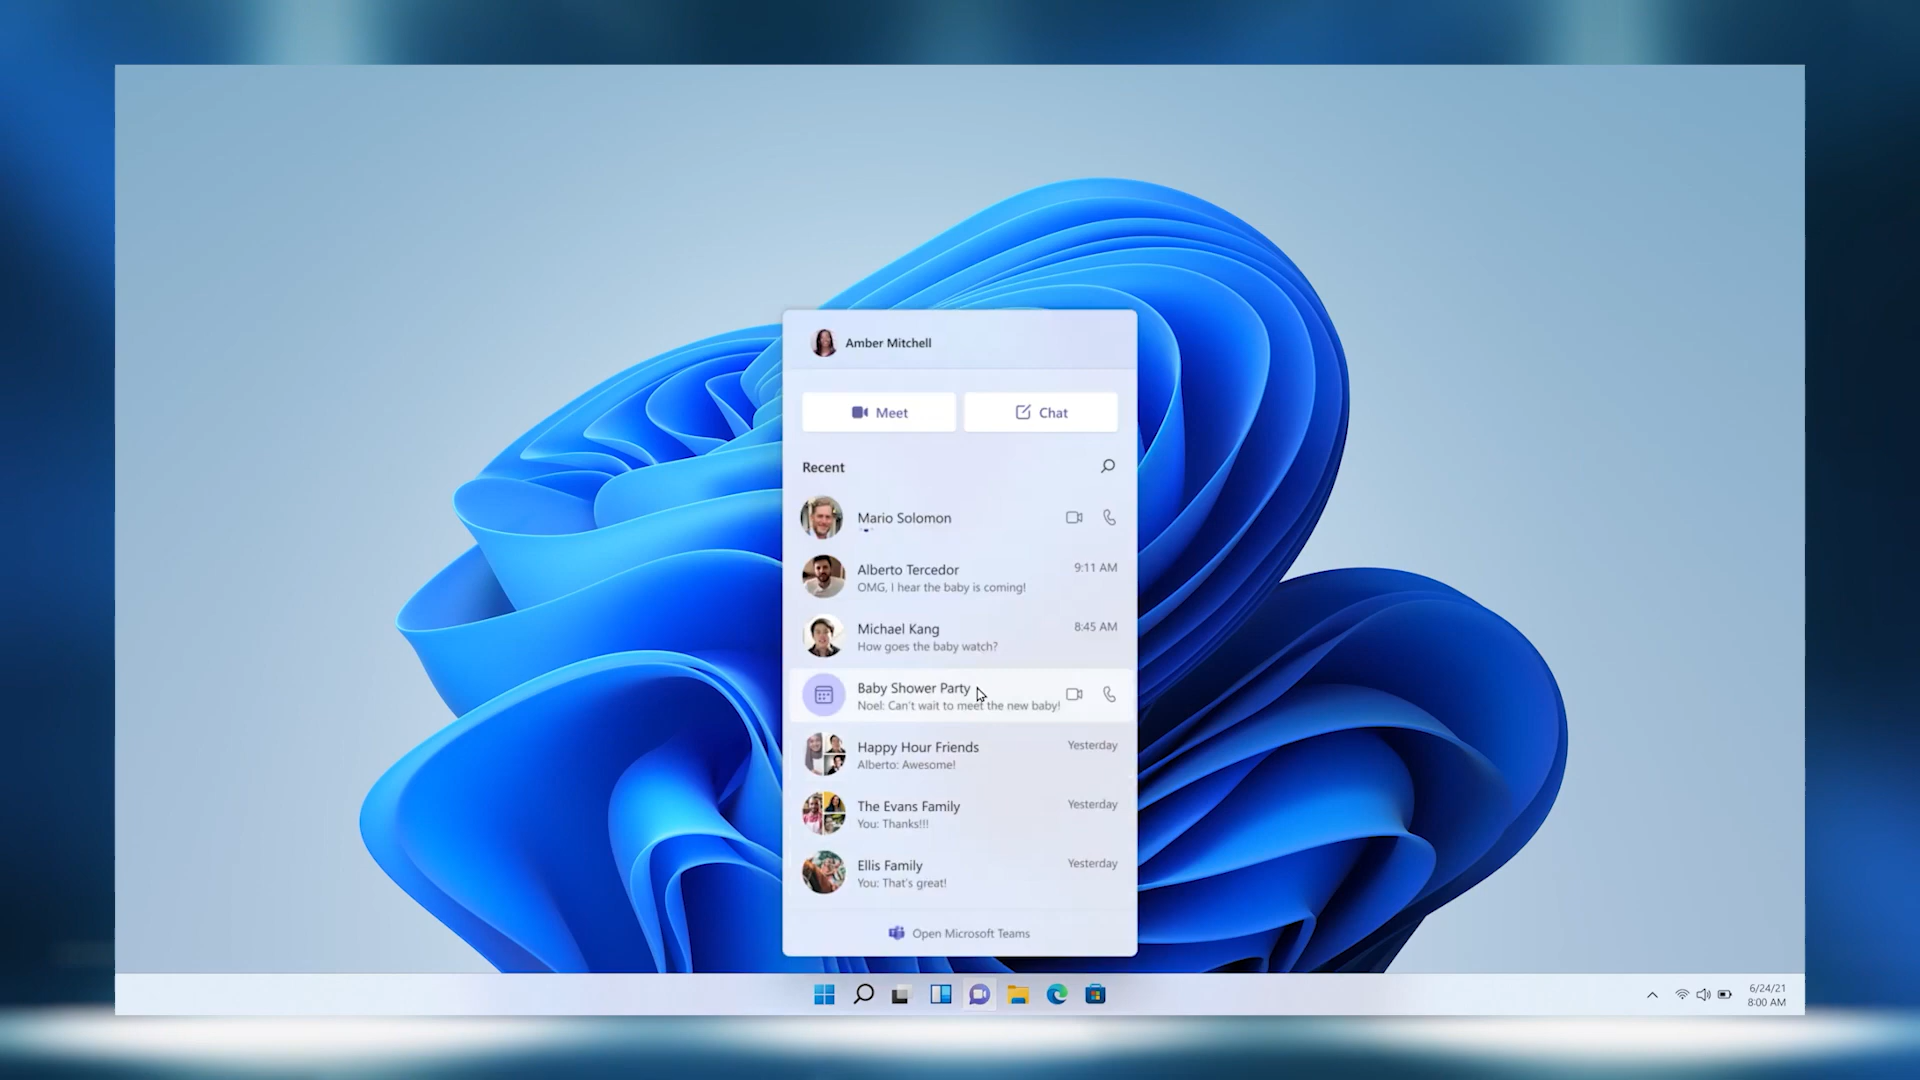 Amber Mitchell
Meet
Chat
Recent
Mario Solomon
Alberto Tercedor
9:11 AM
OMG, I hear the baby is coming!
Michael Kang
8:45 AM
How goes the baby watch?
Baby Shower Party
Noel: Can't wait to meet the new baby!
Happy Hour Friends
Yesterday
Alberto: Awesome!
The Evans Family
Yesterday
You: Thanks!!!
Ellis Family
Yesterday
You: That's great!
Open Microsoft Teams
6/24/21
8:00 AM